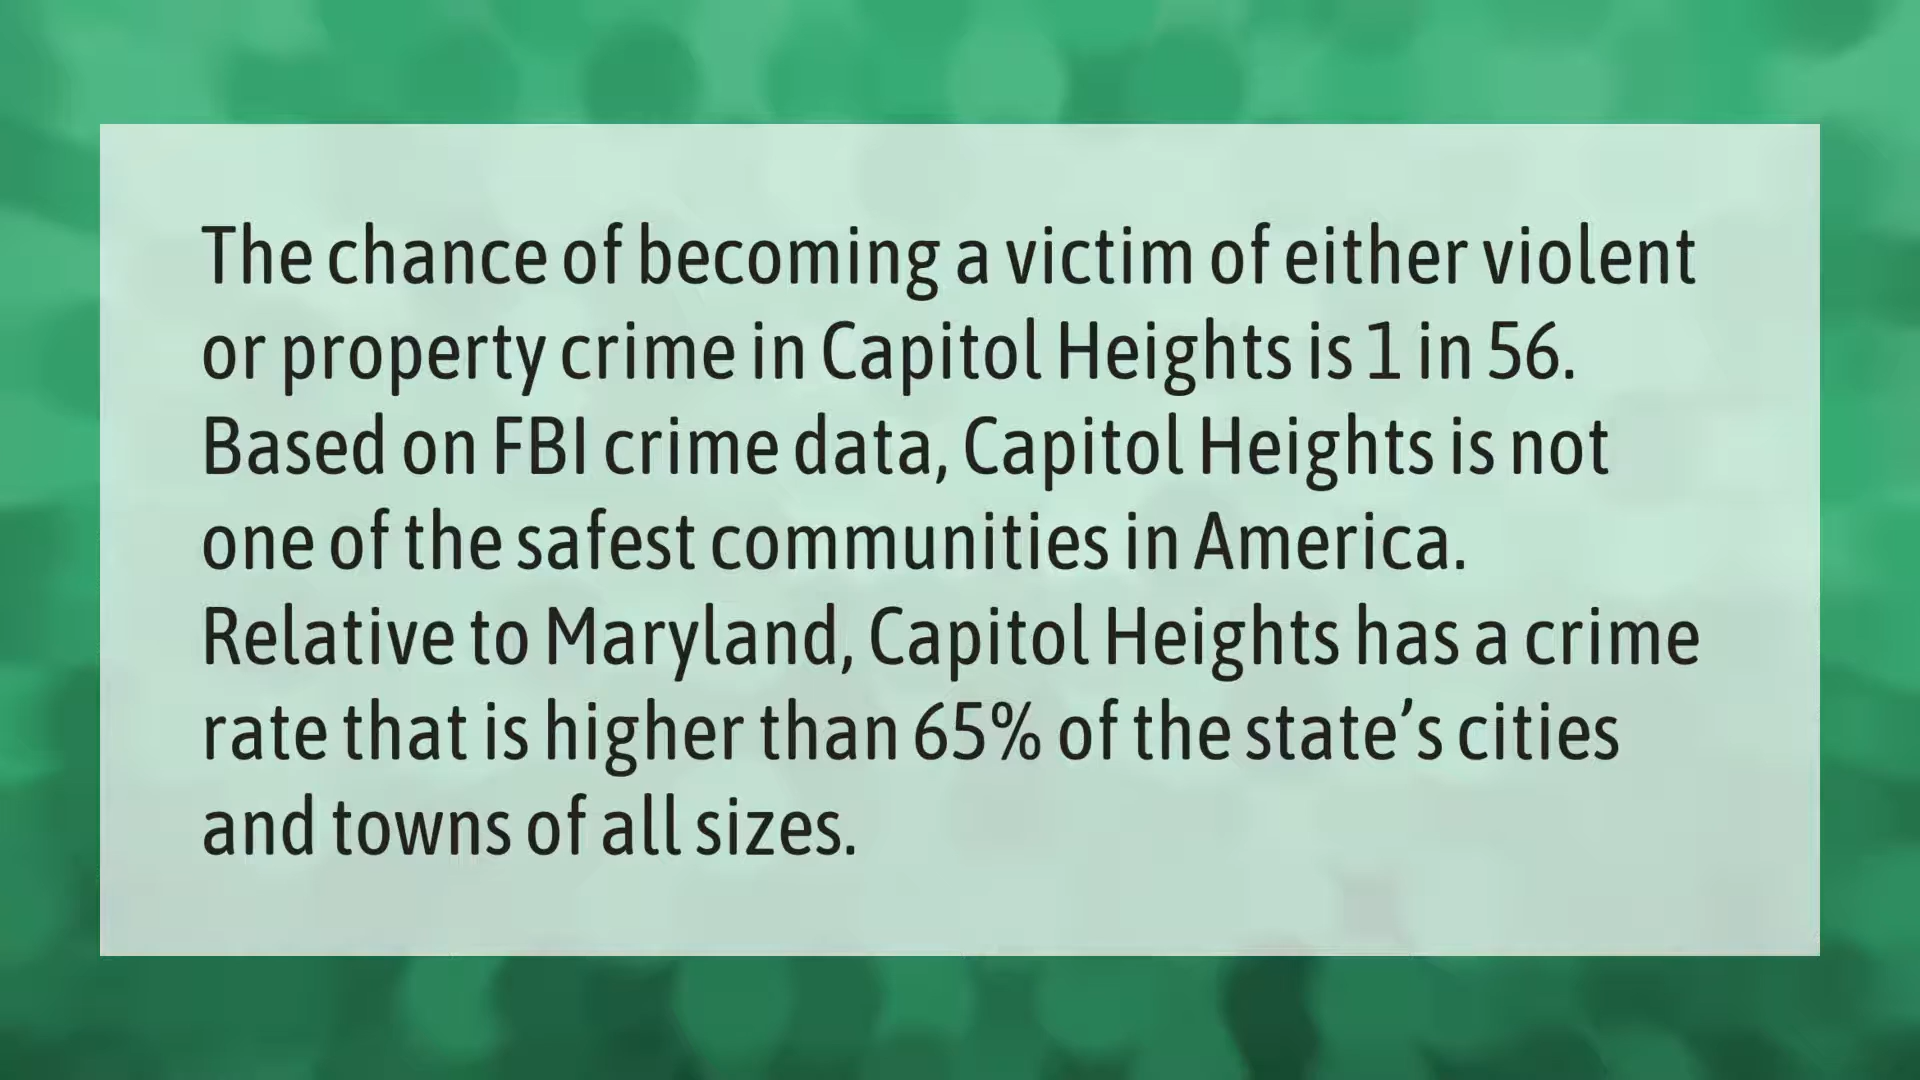 The chance of becoming a victim of either violent
or property crime in Capitol Heights is 1 in 56.
Based on FBI crime data, Capitol Heights is not
one of the safest communities in America.
Relative to Maryland, Capitol Heights has a crime
rate that is higher than 65% of the state’s cities
and towns of all sizes.